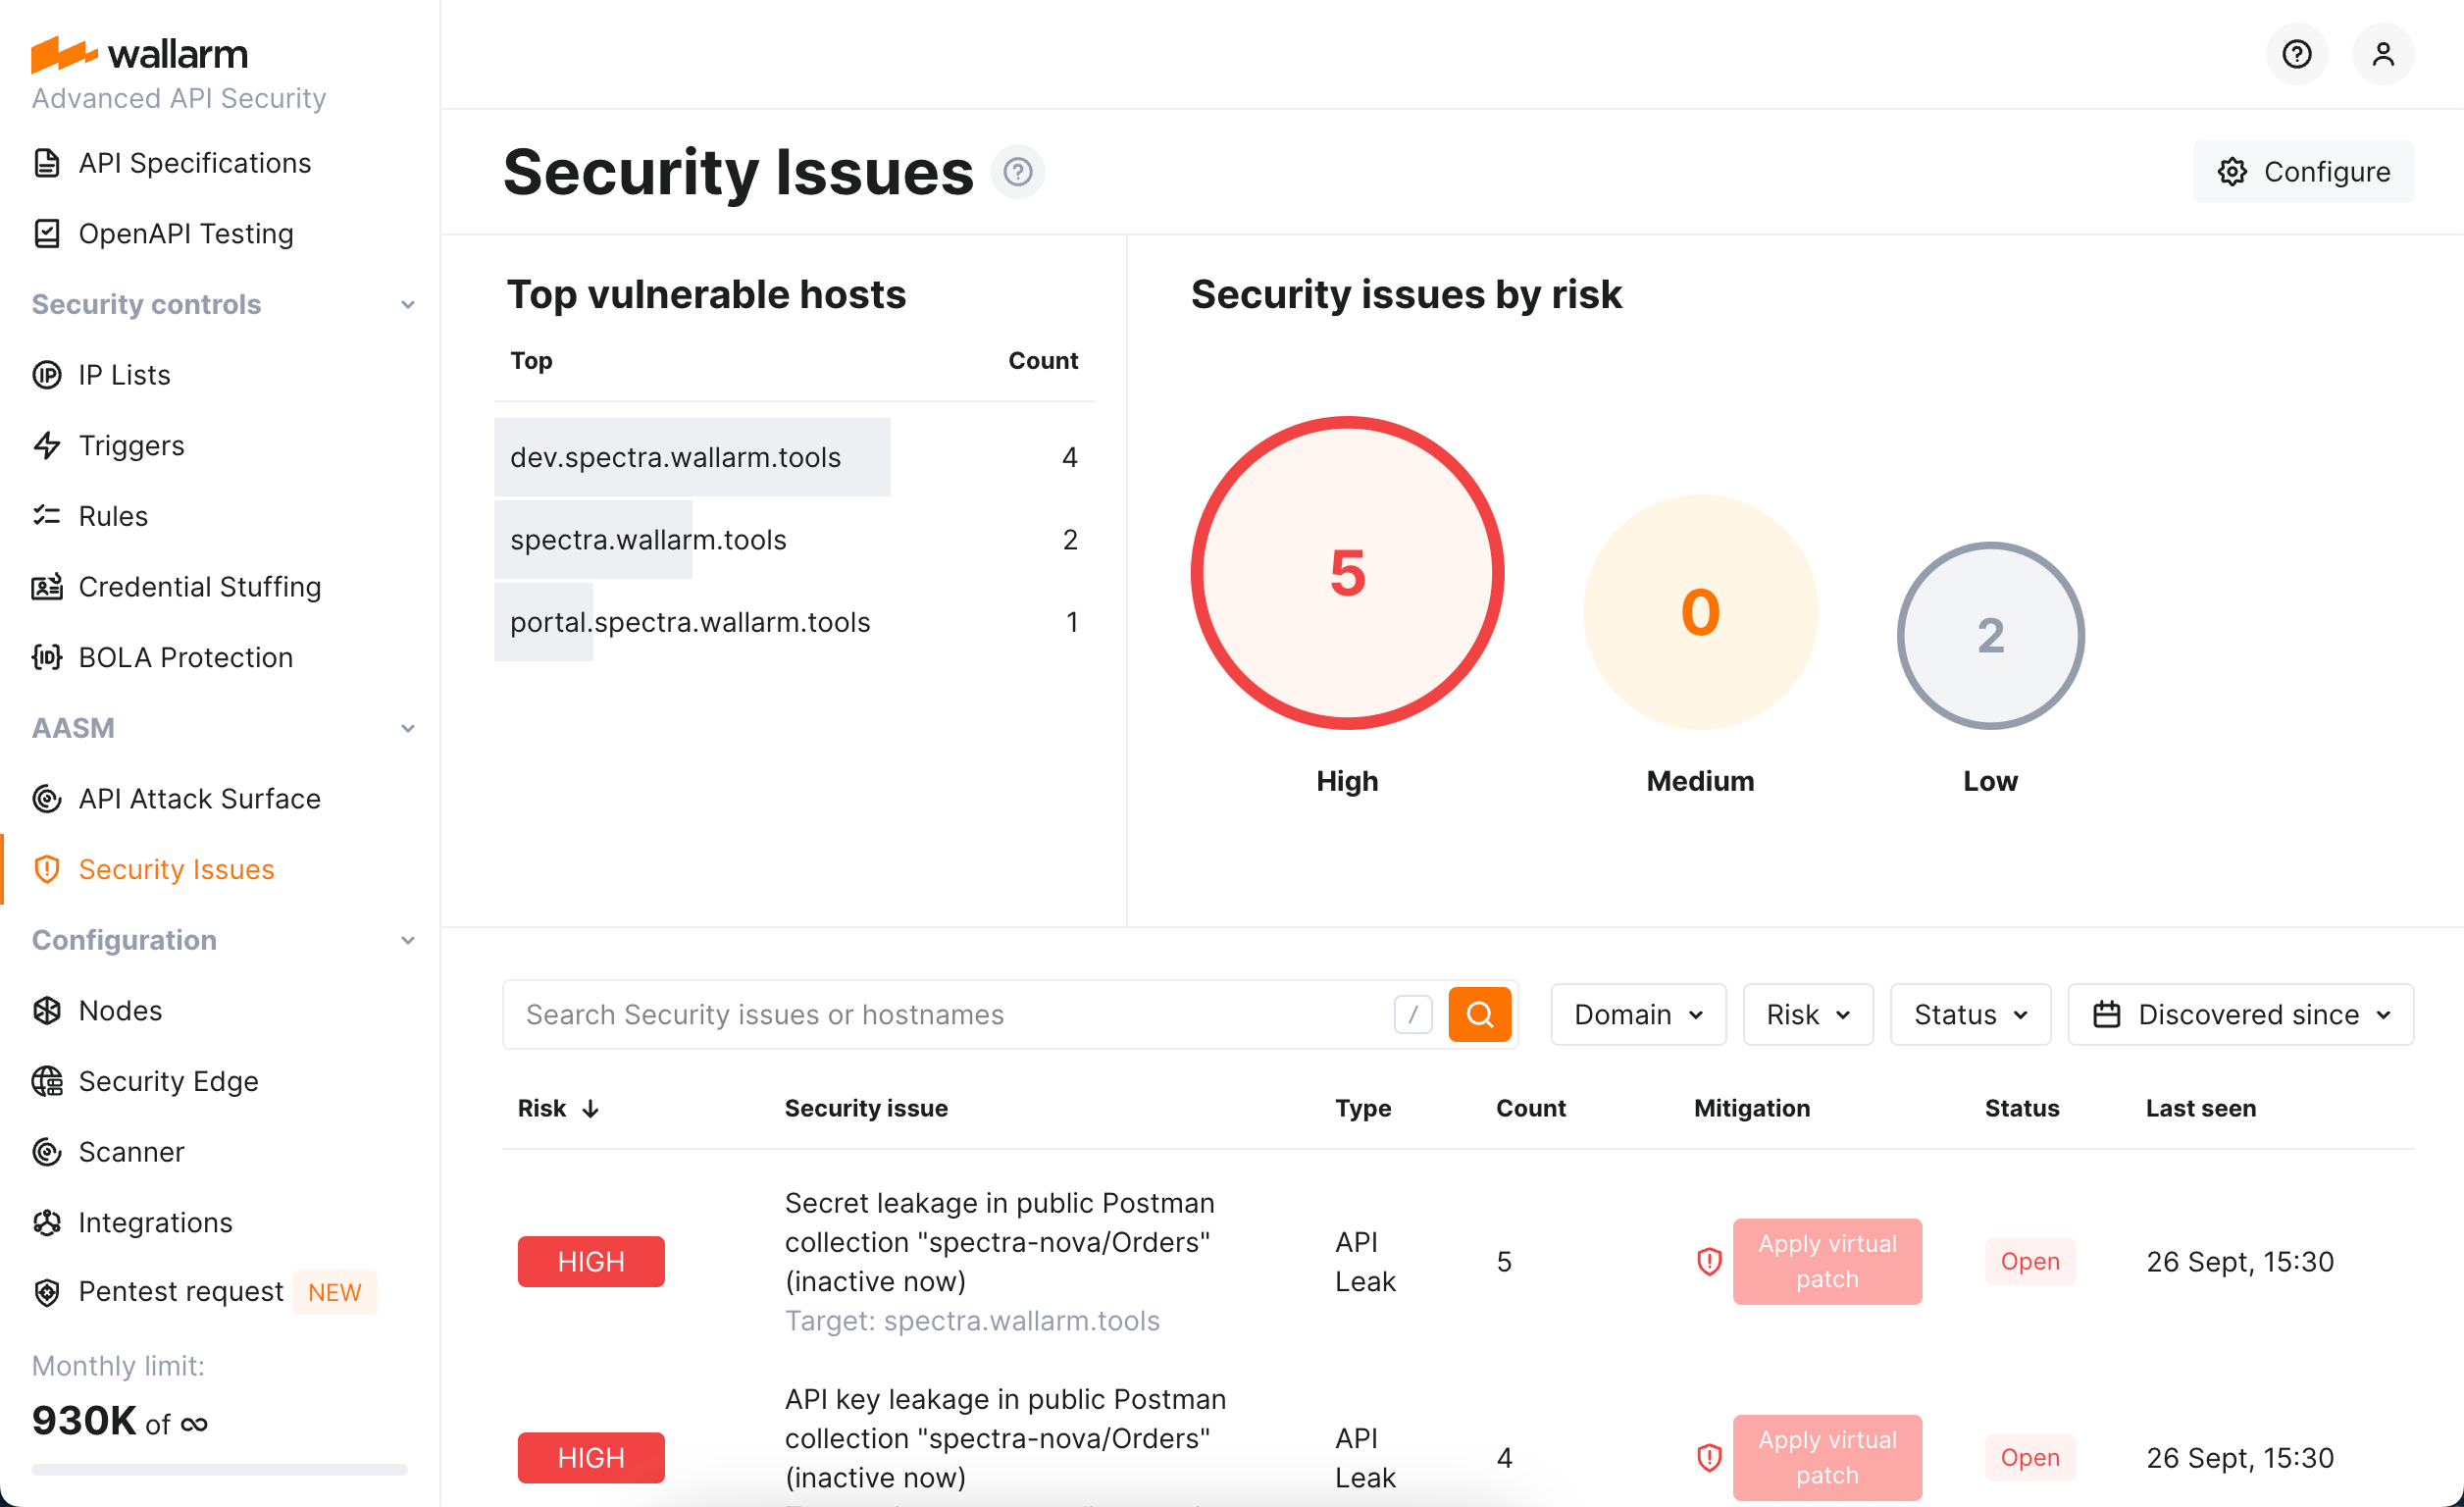 wallarm
Advanced API Security
API Specifications
OpenAPI Testing
Security controls
IP Lists
Triggers
Rules
Credential Stuffing
BOLA Protection
AASM
API Attack Surface
Security Issues
Configuration
Nodes
Security Edge
Scanner
Integrations
Pentest request NEW
Monthly limit:
930K of ∞
Security Issues
Configure
Top vulnerable hosts
Top Count
dev.spectra.wallarm.tools 4
spectra.wallarm.tools 2
portal.spectra.wallarm.tools 1
Security issues by risk
5 0 2
High Medium Low
Search Security issues or hostnames / Domain Risk Status Discovered since
Risk Security issue Type Count Mitigation Status Last seen
HIGH
Secret leakage in public Postman
collection "spectra-nova/Orders"
(inactive now)
Target: spectra.wallarm.tools
API
Leak
5
Apply virtual
patch
Open
26 Sept, 15:30
HIGH
API key leakage in public Postman
collection "spectra-nova/Orders"
(inactive now)
API
Leak
4
Apply virtual
patch
Open
26 Sept, 15:30